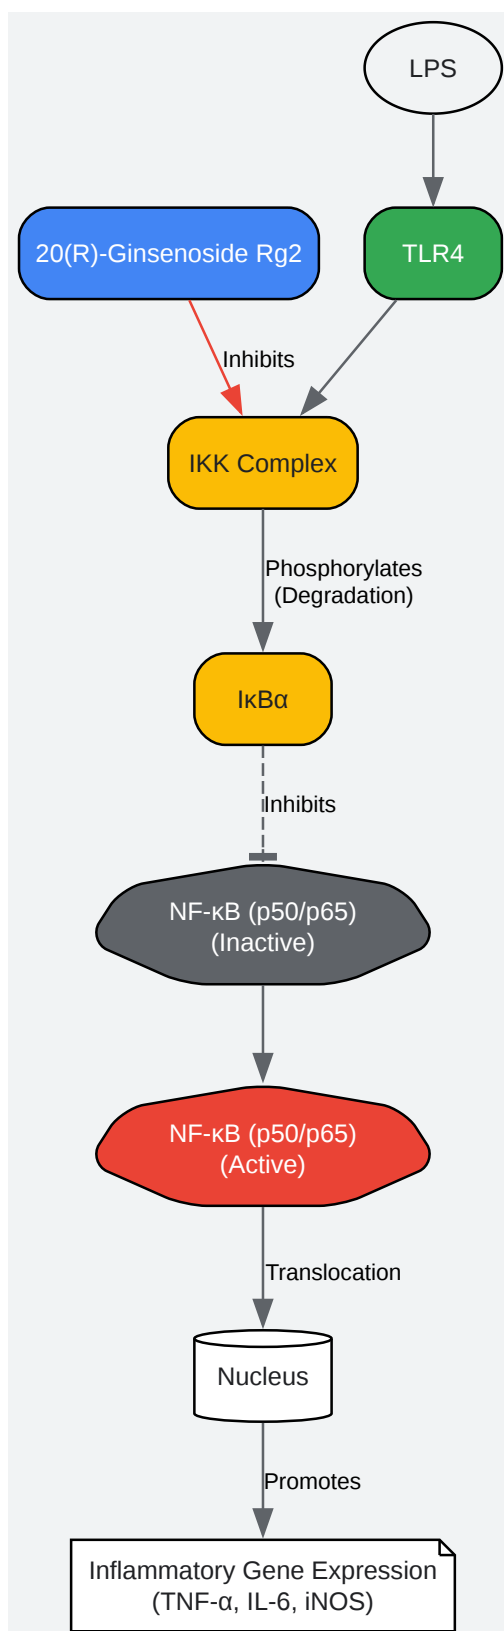 LPS
20(R)-Ginsenoside Rg2
TLR4
Inhibits
IKK Complex
Phosphorylates
(Degradation)
IκBα
Inhibits
NF-κB (p50/p65)
(Inactive)
NF-κB (p50/p65)
(Active)
Translocation
Nucleus
Promotes
Inflammatory Gene Expression
(TNF-α, IL-6, iNOS)